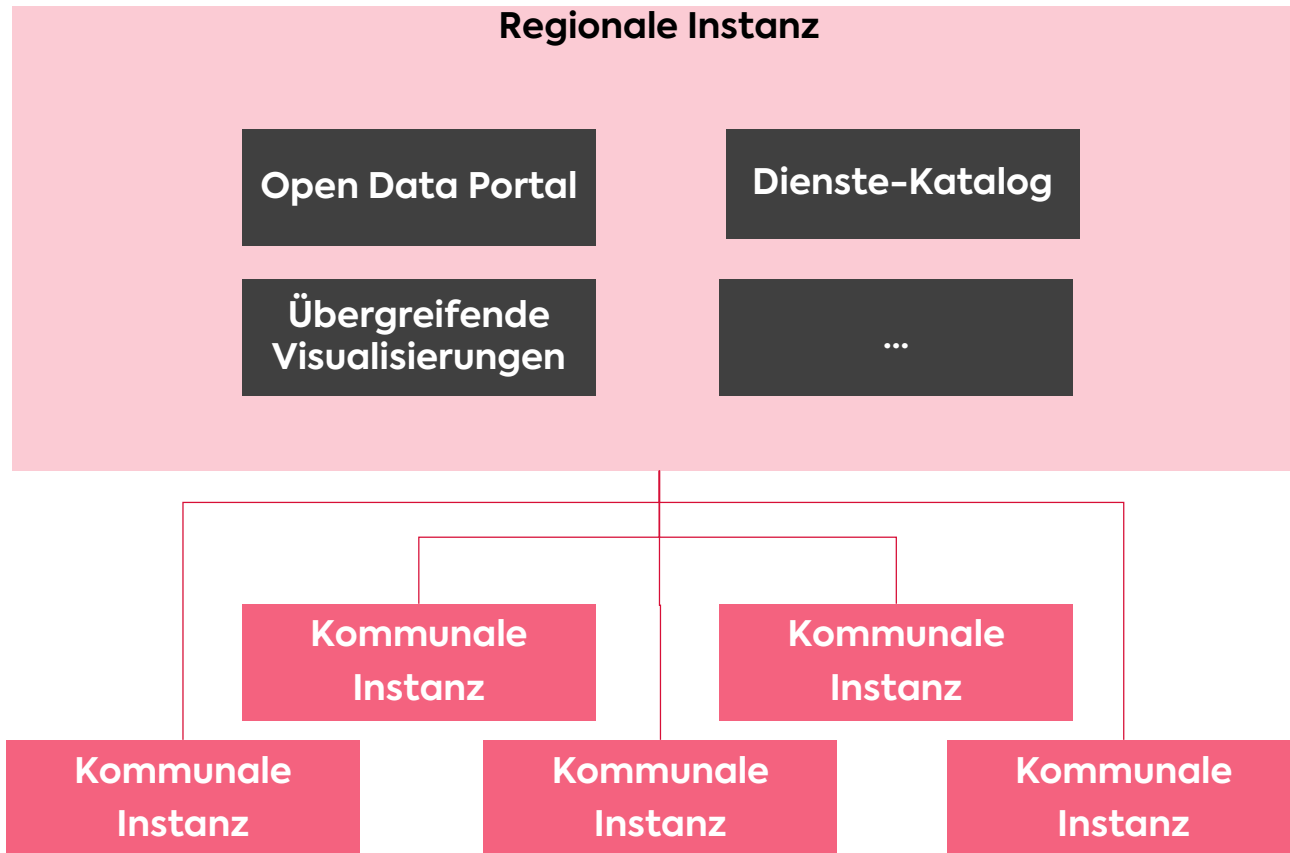 Regionale Instanz
Open Data Portal
Dienste-Katalog
Übergreifende
Visualisierungen
...
Kommunale
Instanz
Kommunale
Instanz
Kommunale
Instanz
Kommunale
Instanz
Kommunale
Instanz